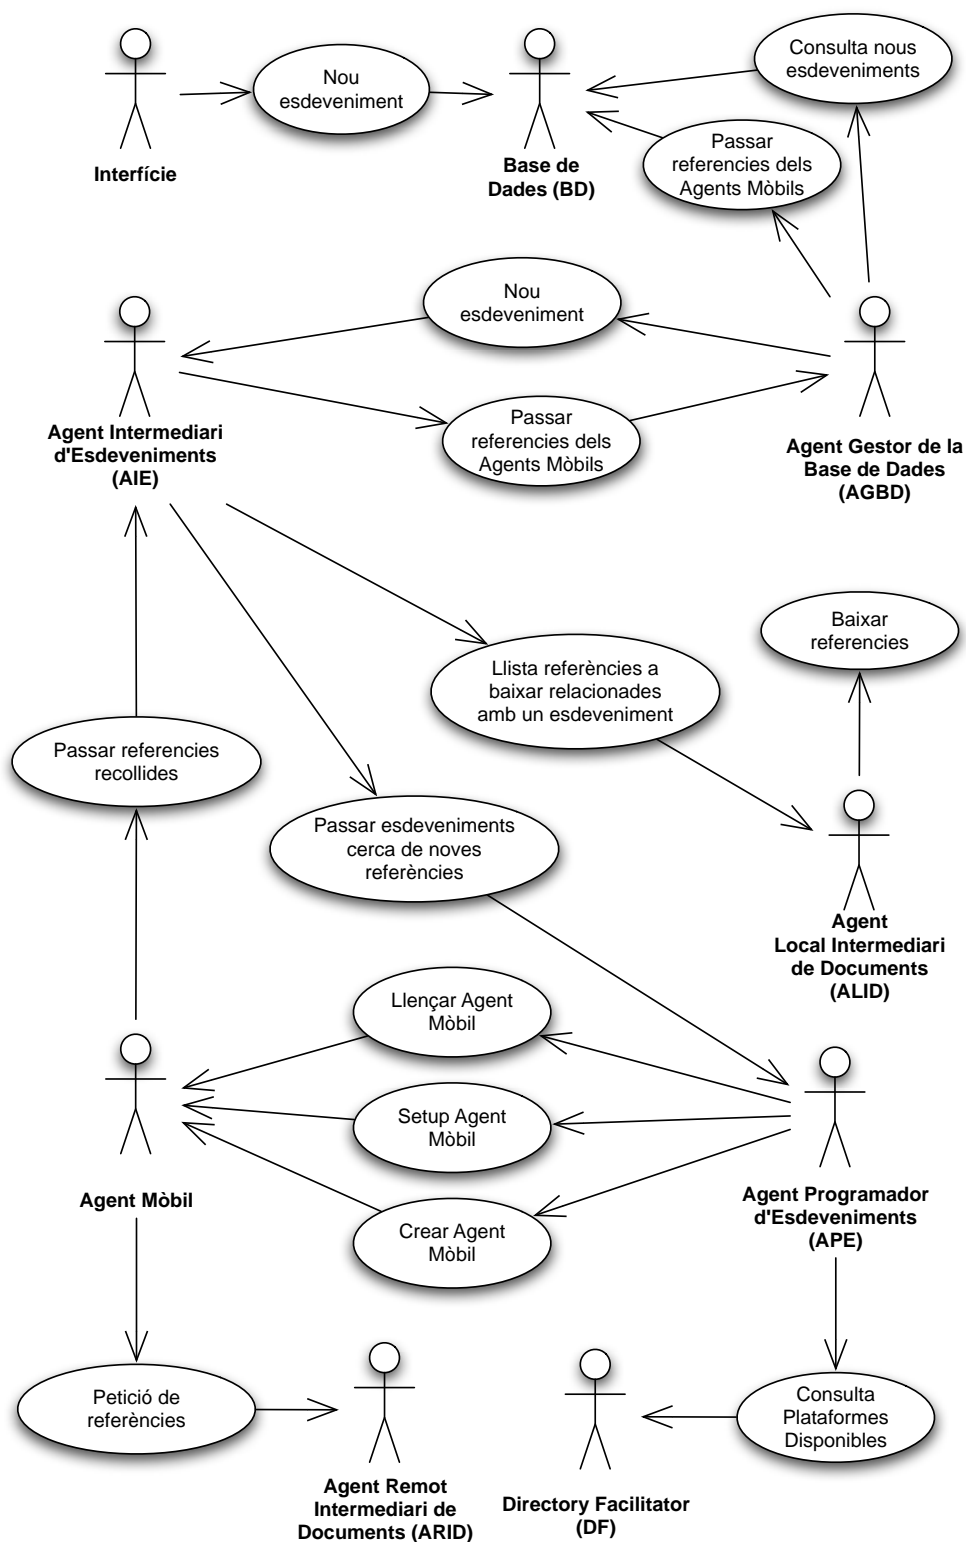 Nou
esdeveniment
Consulta nous
esdeveniments
Passar
referencies dels
Agents Mòbils
Interfície
Base de
Dades (BD)
Nou
esdeveniment
Passar
referencies dels
Agents Mòbils
Agent Intermediari
d'Esdeveniments
(AIE)
Agent Gestor de la
Base de Dades
(AGBD)
Baixar
referencies
Llista referències a
baixar relacionades
amb un esdeveniment
Passar referencies
recollides
Passar esdeveniments
cerca de noves
referències
Agent
Local Intermediari
de Documents
(ALID)
Llençar Agent
Mòbil
Setup Agent
Mòbil
Crear Agent
Mòbil
Agent Mòbil
Agent Programador
d'Esdeveniments
(APE)
Petició de
referències
Consulta
Plataformes
Disponibles
Agent Remot
Intermediari de
Documents (ARID)
Directory Facilitator
(DF)